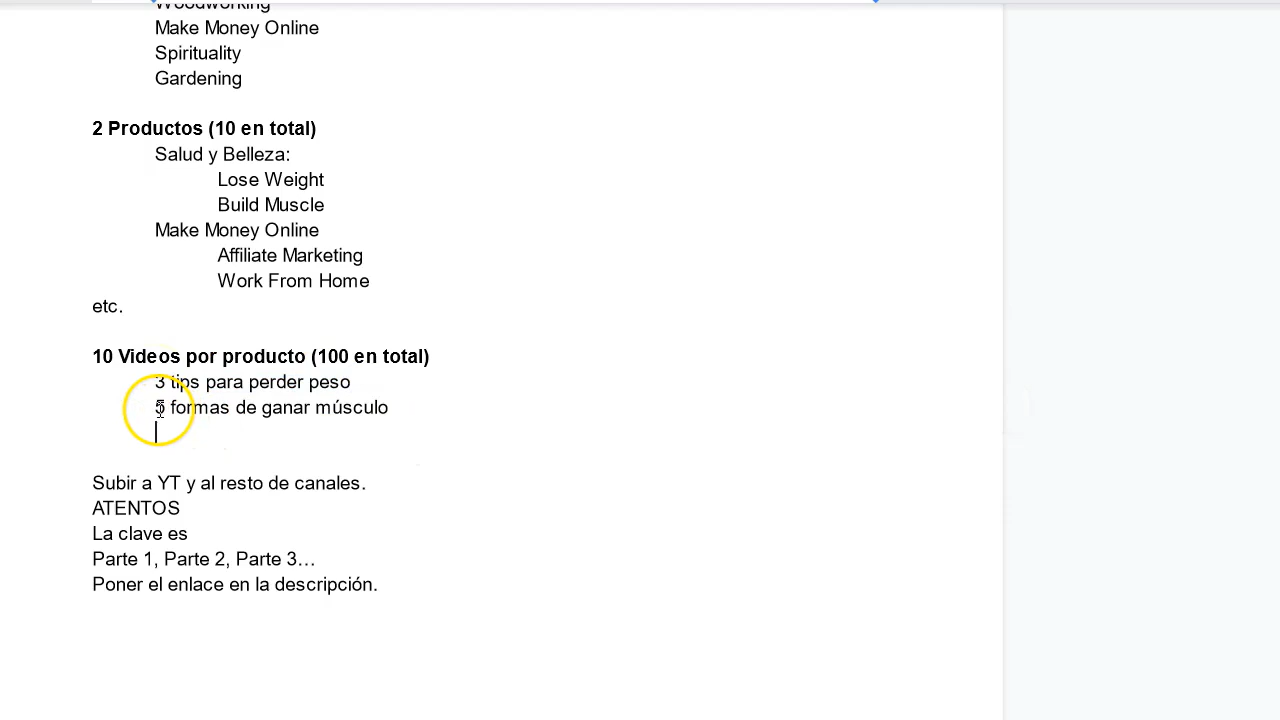 Woodworking
Make Money Online
Spirituality
Gardening
2 Productos (10 en total)
Salud y Belleza:
Lose Weight
Build Muscle
Make Money Online
Affiliate Marketing
Work From Home
etc.
10 Videos por producto (100 en total)
3 tips para perder peso
5 formas de ganar músculo
Subir a YT y al resto de canales.
ATENTOS
La clave es
Parte 1, Parte 2, Parte 3…
Poner el enlace en la descripción.